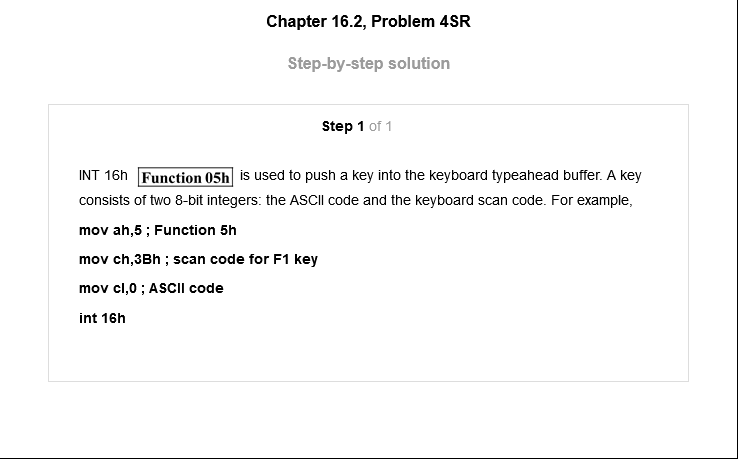 Chapter 16.2, Problem 4SR
Step-by-step solution
Step 1 of 1
INT 16h Function 05h is used to push a key into the keyboard typeahead buffer. A key
consists of two 8-bit integers: the ASCII code and the keyboard scan code. For example,
mov ah,5 ; Function 5h
mov ch,3Bh ; scan code for F1 key
mov cl,0 ; ASCII code
int 16h